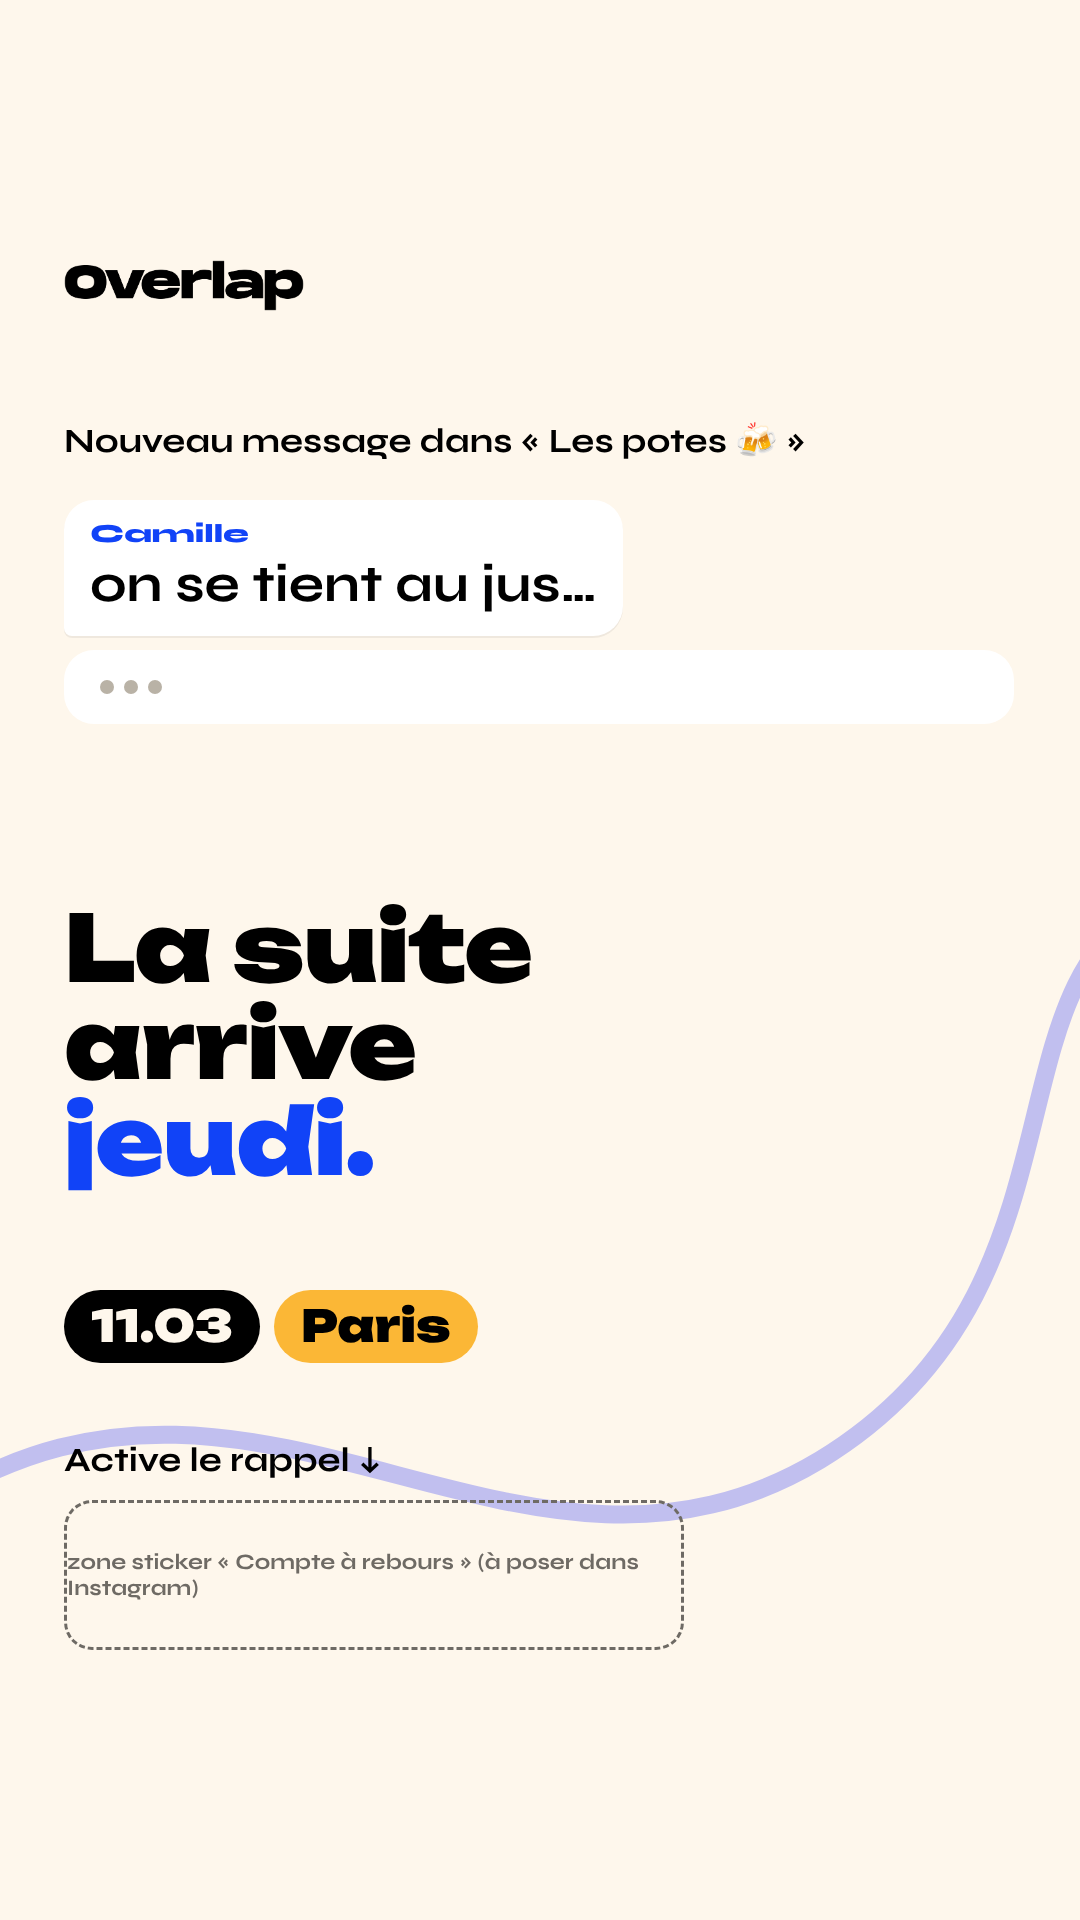 Overlap
Nouveau message dans « Les potes 🍻 »
Camille
on se tient au jus…
La suite
arrive
jeudi.
11.03
Paris
Active le rappel ↓
zone sticker « Compte à rebours » (à poser dans
Instagram)